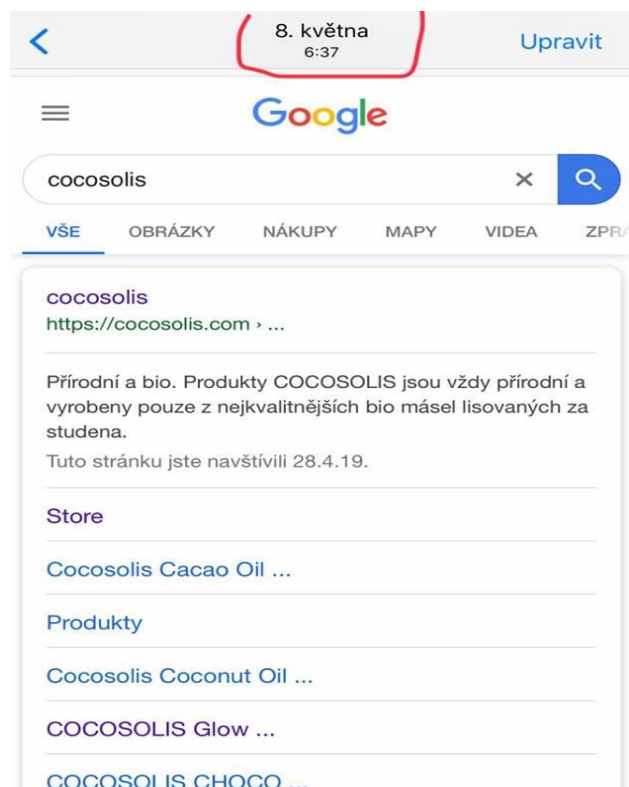 8. května
6:37
Upravit
Google
cocosolis
VŠE OBRÁZKY NÁKUPY MAPY VIDEA ZPRÁ
cocosolis
https://cocosolis.com › ...
Přírodní a bio. Produkty COCOSOLIS jsou vždy přírodní a
vyrobeny pouze z nejkvalitnějších bio másel lisovaných za
studena.
Tuto stránku jste navštívili 28.4.19.
Store
Cocosolis Cacao Oil ...
Produkty
Cocosolis Coconut Oil ...
COCOSOLIS Glow ...
COCOSOLIS CHOCO ...